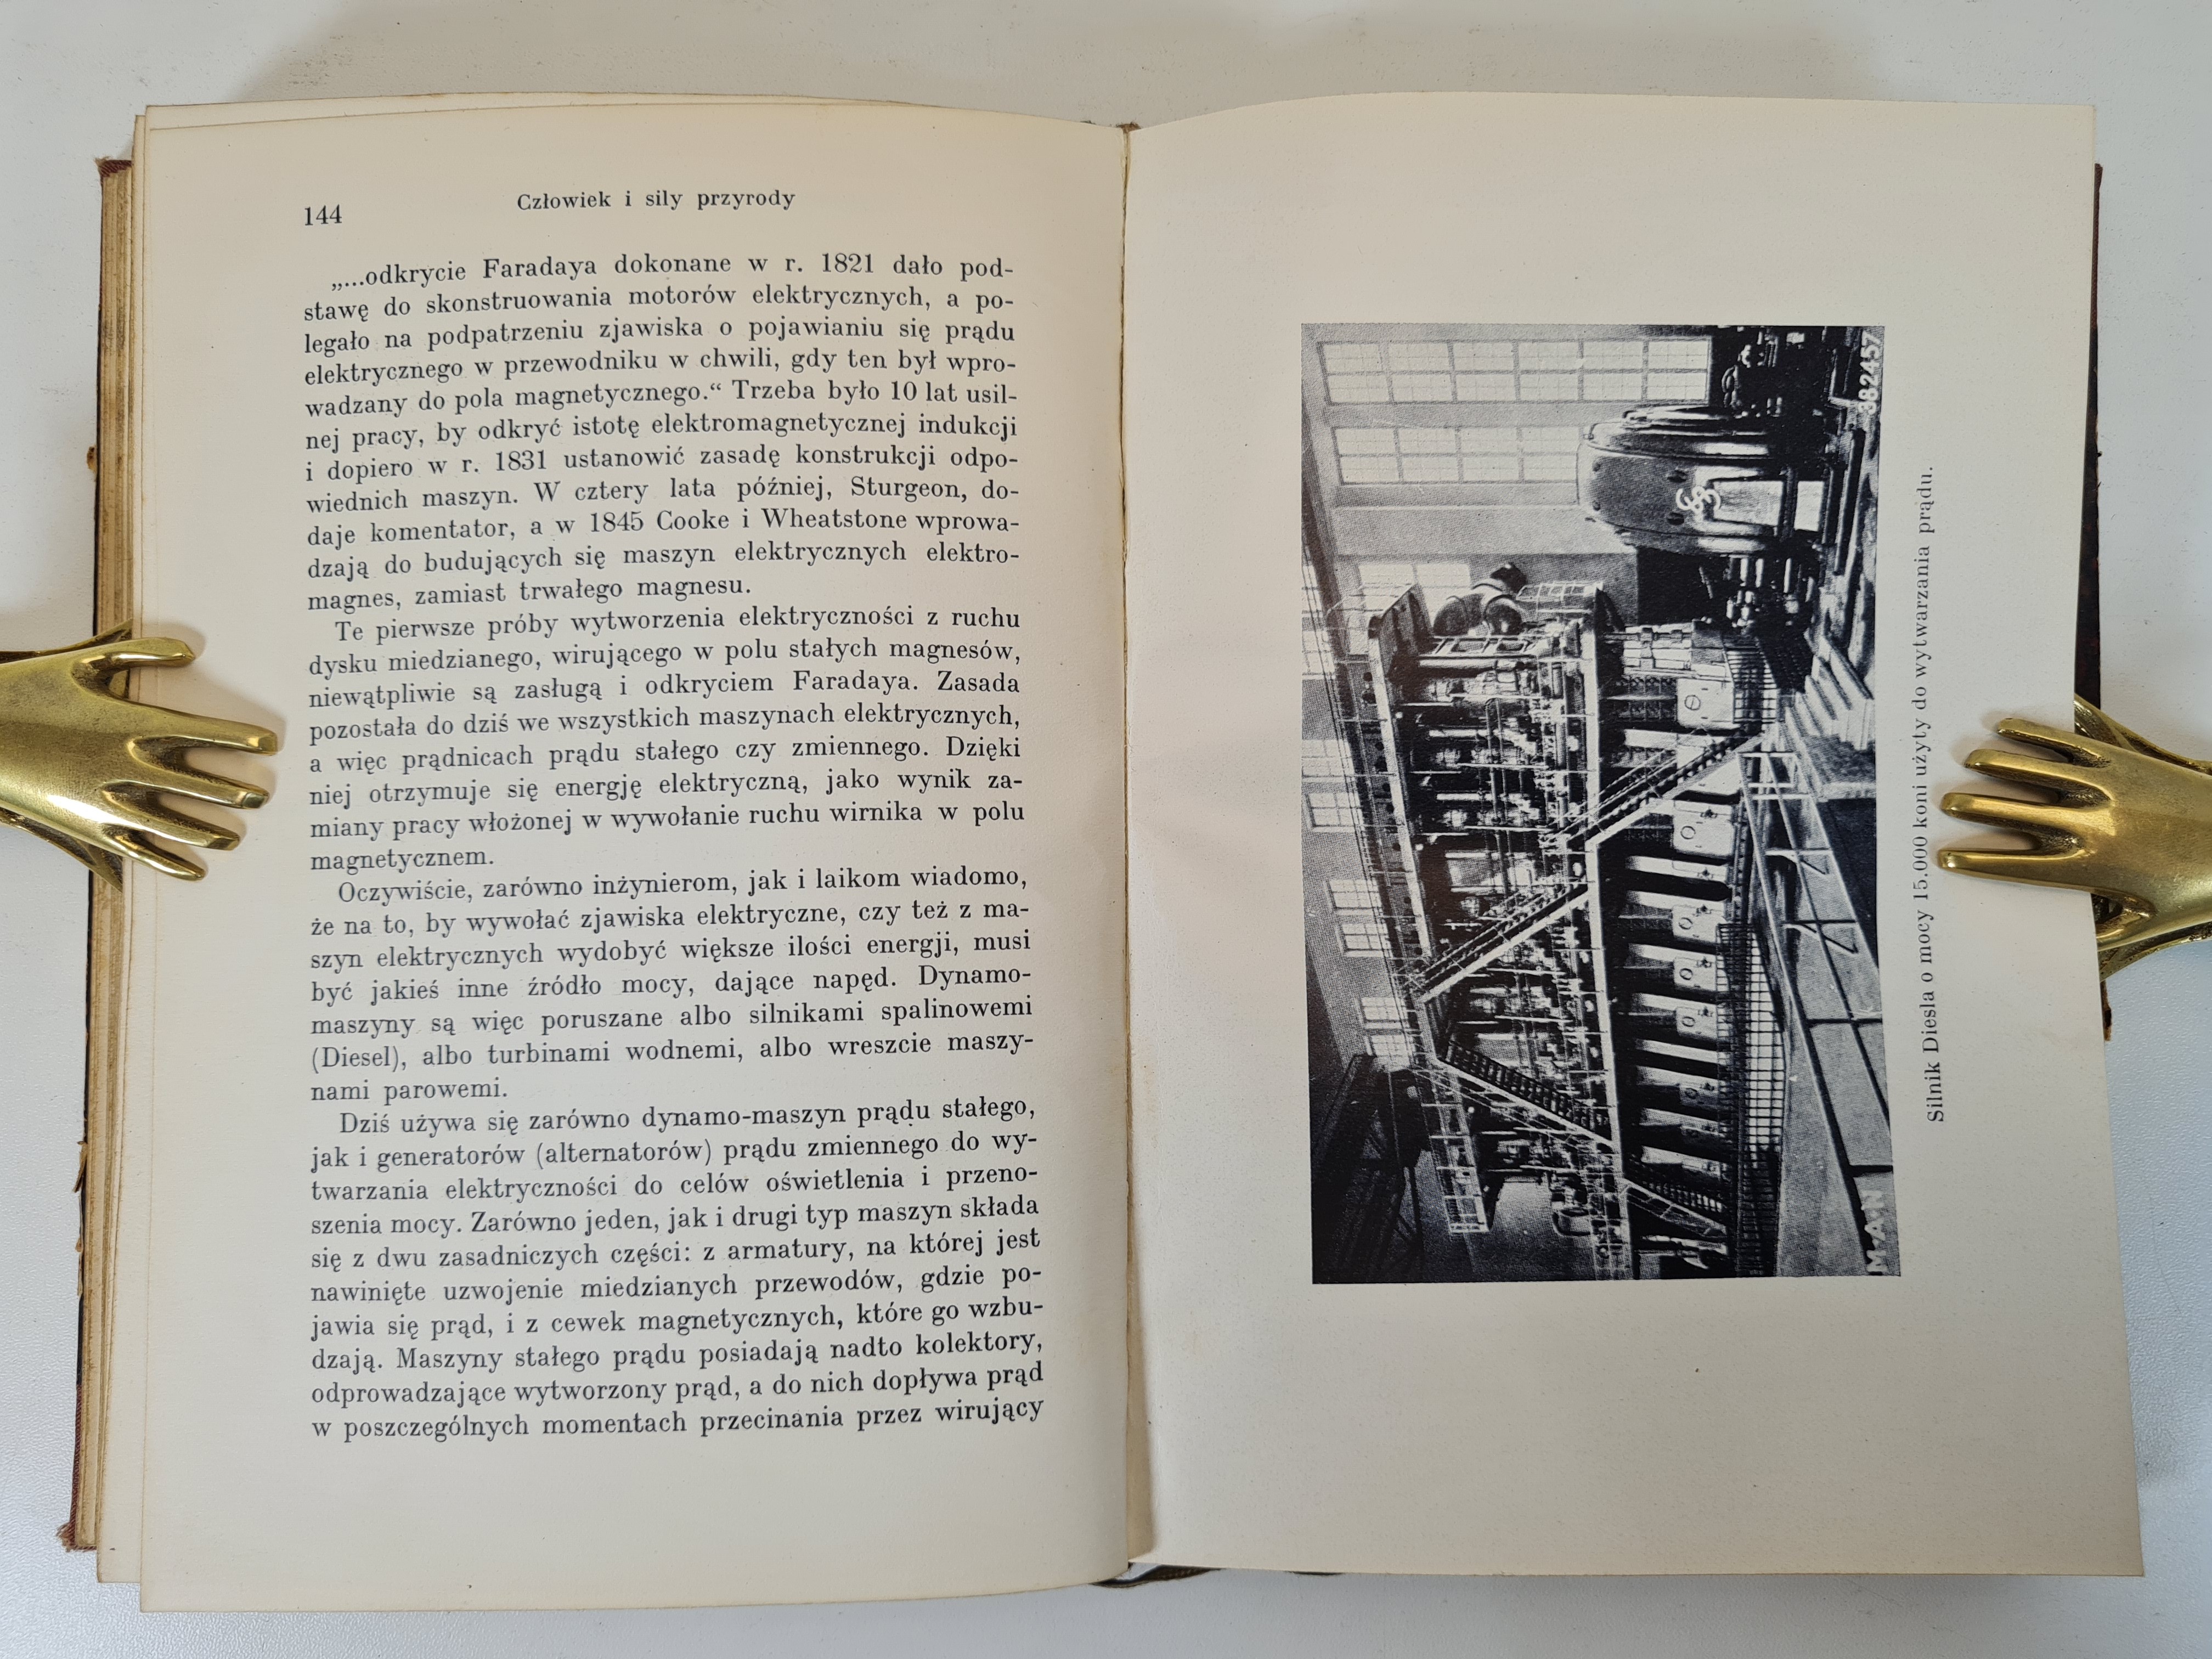 144
Człowiek i siły przyrody
„...odkrycie Faradaya dokonane w r. 1821 dało pod-
stawę do skonstruowania motorów elektrycznych, a po-
legało na podpatrzeniu zjawiska o pojawianiu się prądu
elektrycznego w przewodniku w chwili, gdy ten był wpro-
wadzany do pola magnetycznego.“ Trzeba było 10 lat usil-
nej pracy, by odkryć istotę elektromagnetycznej indukcji
i dopiero w r. 1831 ustanowić zasadę konstrukcji odpo-
wiednich maszyn. W cztery lata później, Sturgeon, do-
daje komentator, a w 1845 Cooke i Wheatstone wprowa-
dzają do budujących się maszyn elektrycznych elektro-
magnes, zamiast trwałego magnesu.
Te pierwsze próby wytworzenia elektryczności z ruchu
dysku miedzianego, wirującego w polu stałych magnesów,
niewątpliwie są zasługą i odkryciem Faradaya. Zasada
pozostała do dziś we wszystkich maszynach elektrycznych,
a więc prądnicach prądu stałego czy zmiennego. Dzięki
niej otrzymuje się energję elektryczną, jako wynik za-
miany pracy włożonej w wywołanie ruchu wirnika w polu
magnetycznem.
Oczywiście, zarówno inżynierom, jak i laikom wiadomo,
że na to, by wywołać zjawiska elektryczne, czy też z ma-
szyn elektrycznych wydobyć większe ilości energji, musi
być jakieś inne źródło mocy, dające napęd. Dynamo-
maszyny są więc poruszane albo silnikami spalinowemi
(Diesel), albo turbinami wodnemi, albo wreszcie maszy-
nami parowemi.
Dziś używa się zarówno dynamo-maszyn prądu stałego,
jak i generatorów (alternatorów) prądu zmiennego do wy-
twarzania elektryczności do celów oświetlenia i przeno-
szenia mocy. Zarówno jeden, jak i drugi typ maszyn składa
się z dwu zasadniczych części: z armatury, na której jest
nawinięte uzwojenie miedzianych przewodów, gdzie po-
jawia się prąd, i z cewek magnetycznych, które go wzbu-
dzają. Maszyny stałego prądu posiadają nadto kolektory,
odprowadzające wytworzony prąd, a do nich dopływa prąd
w poszczególnych momentach przecinania przez wirujący
M·A·N
382457
Silnik Diesla o mocy 15.000 koni użyty do wytwarzania prądu.